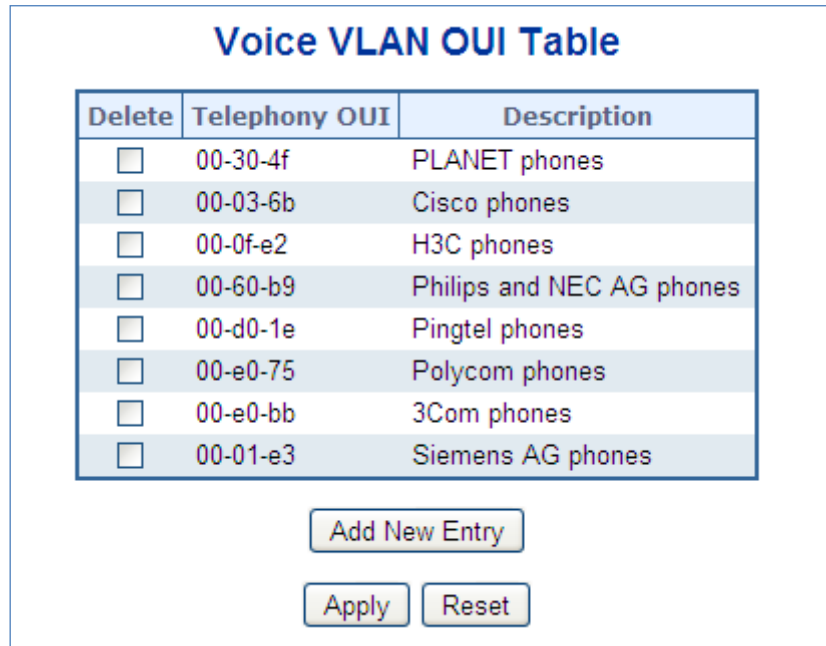 Voice VLAN OUI Table
Delete Telephony OUI Description
00-30-4f PLANET phones
00-03-6b Cisco phones
00-0f-e2 H3C phones
00-60-b9 Philips and NEC AG phones
00-d0-1e Pingtel phones
00-e0-75 Polycom phones
00-e0-bb 3Com phones
00-01-e3 Siemens AG phones
Add New Entry
Apply Reset